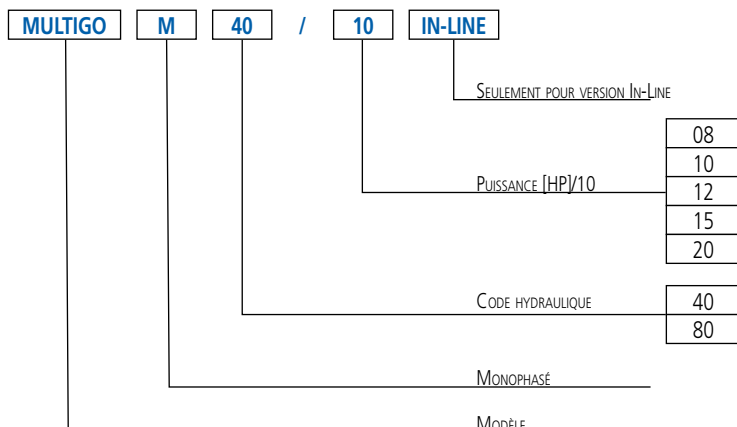 MULTIGO M 40 / 10 IN-LINE
Seulement pour version In-Line
08
10
Puissance [HP]/10
12
15
20
Code hydraulique
40
80
Monophasé
Modèle